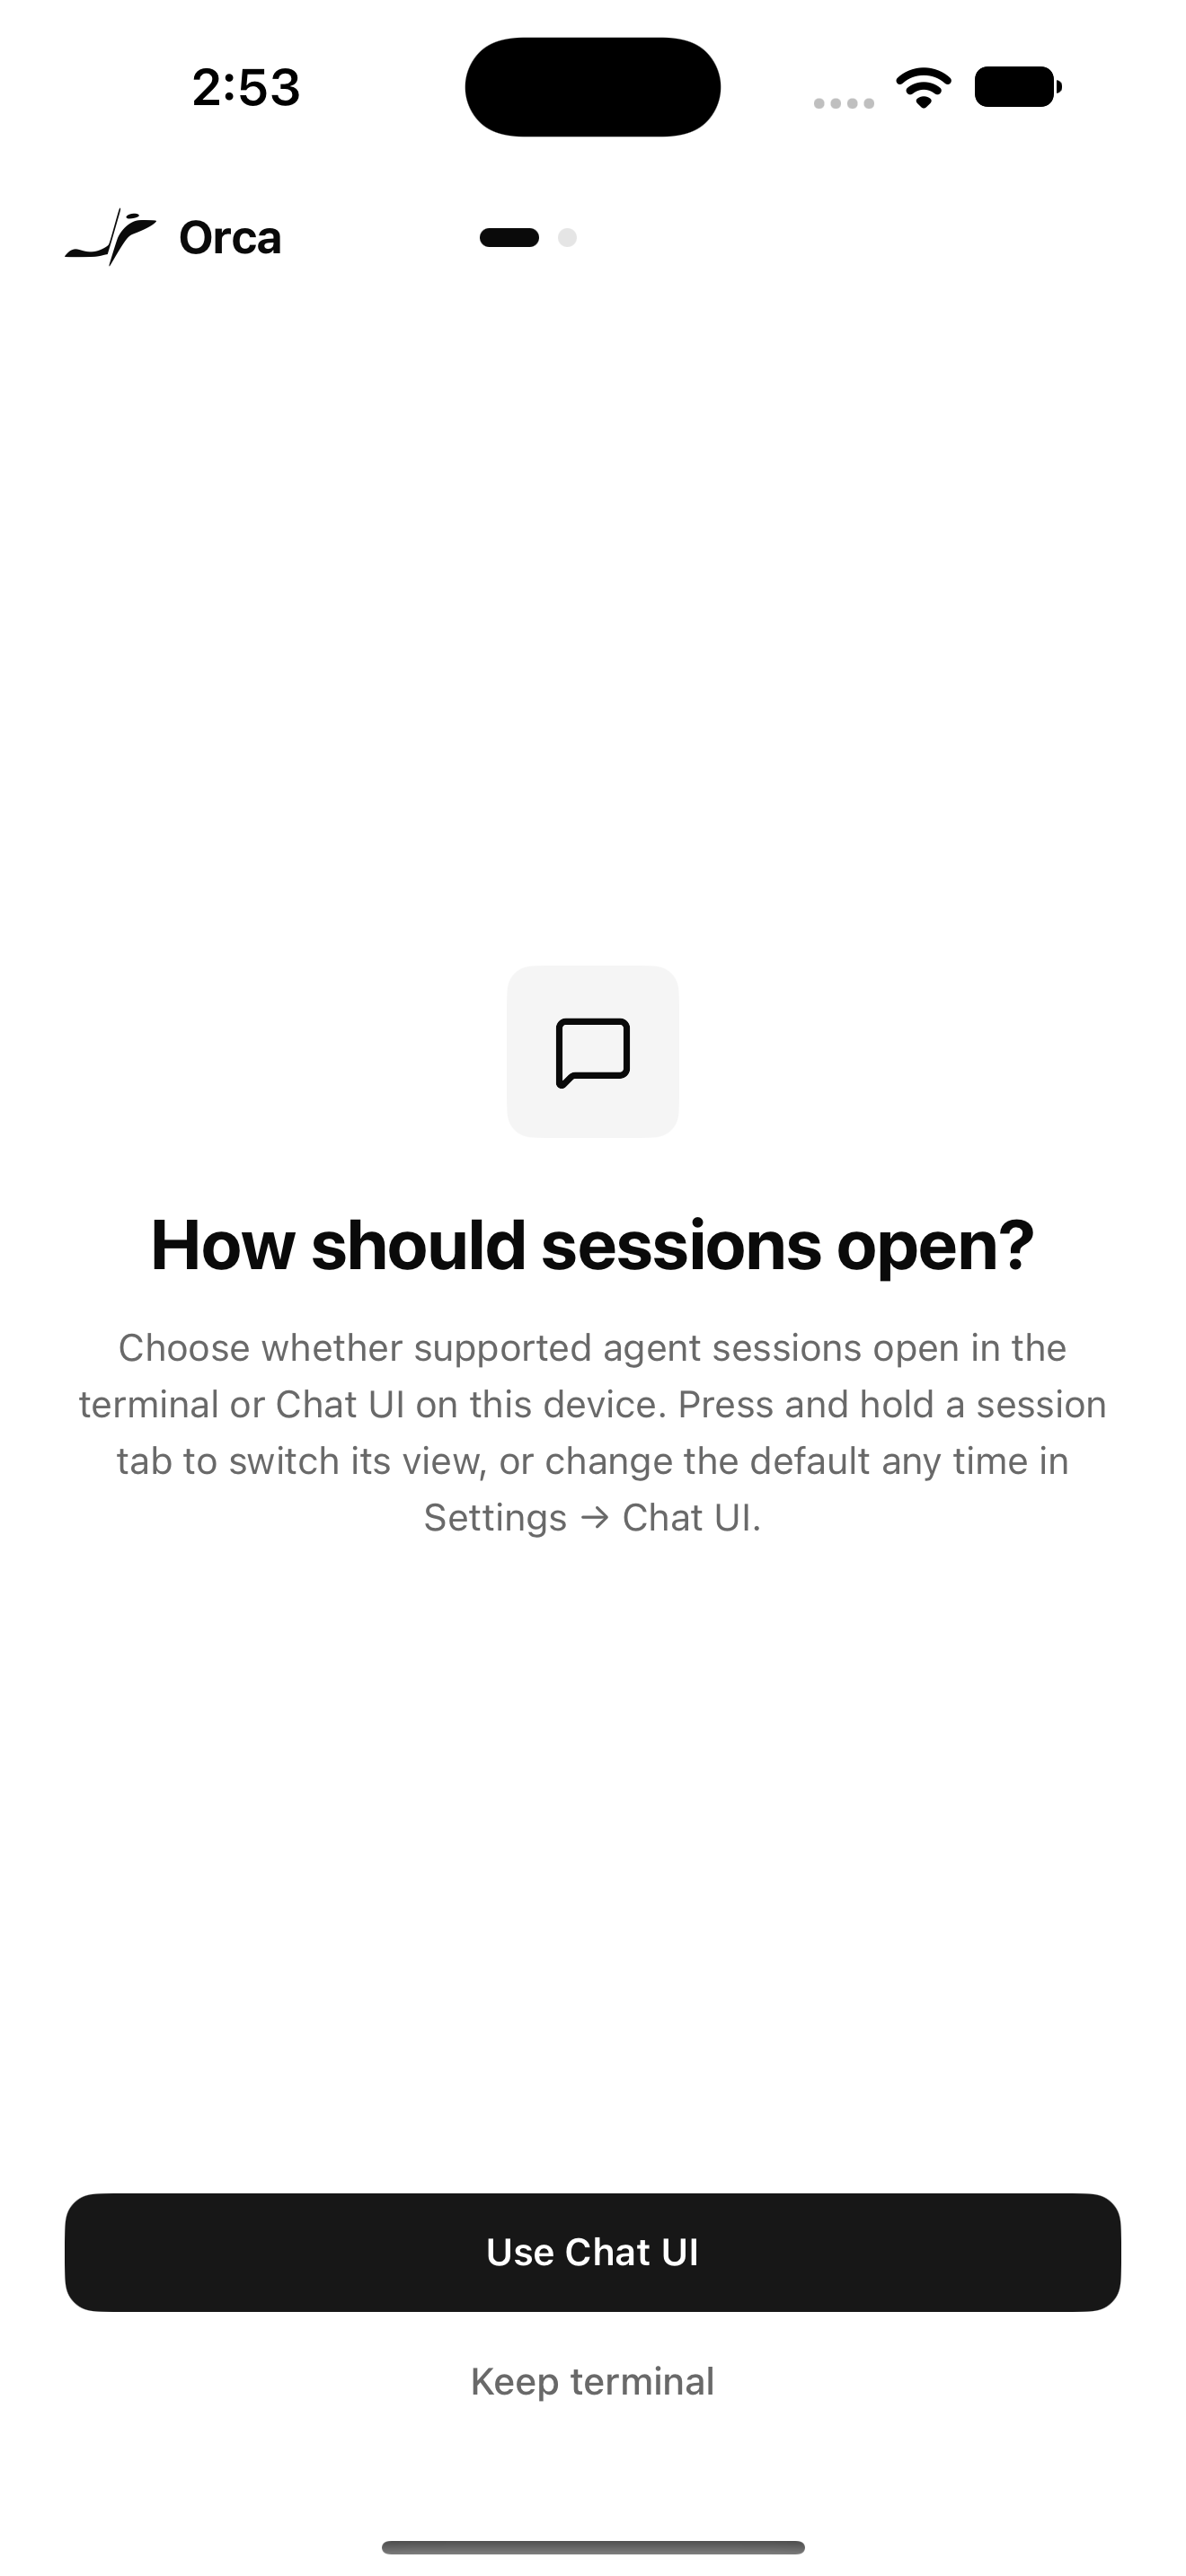 2:53
Orca
How should sessions open?
Choose whether supported agent sessions open in the
terminal or Chat UI on this device. Press and hold a session
tab to switch its view, or change the default any time in
Settings → Chat UI.
Use Chat UI
Keep terminal